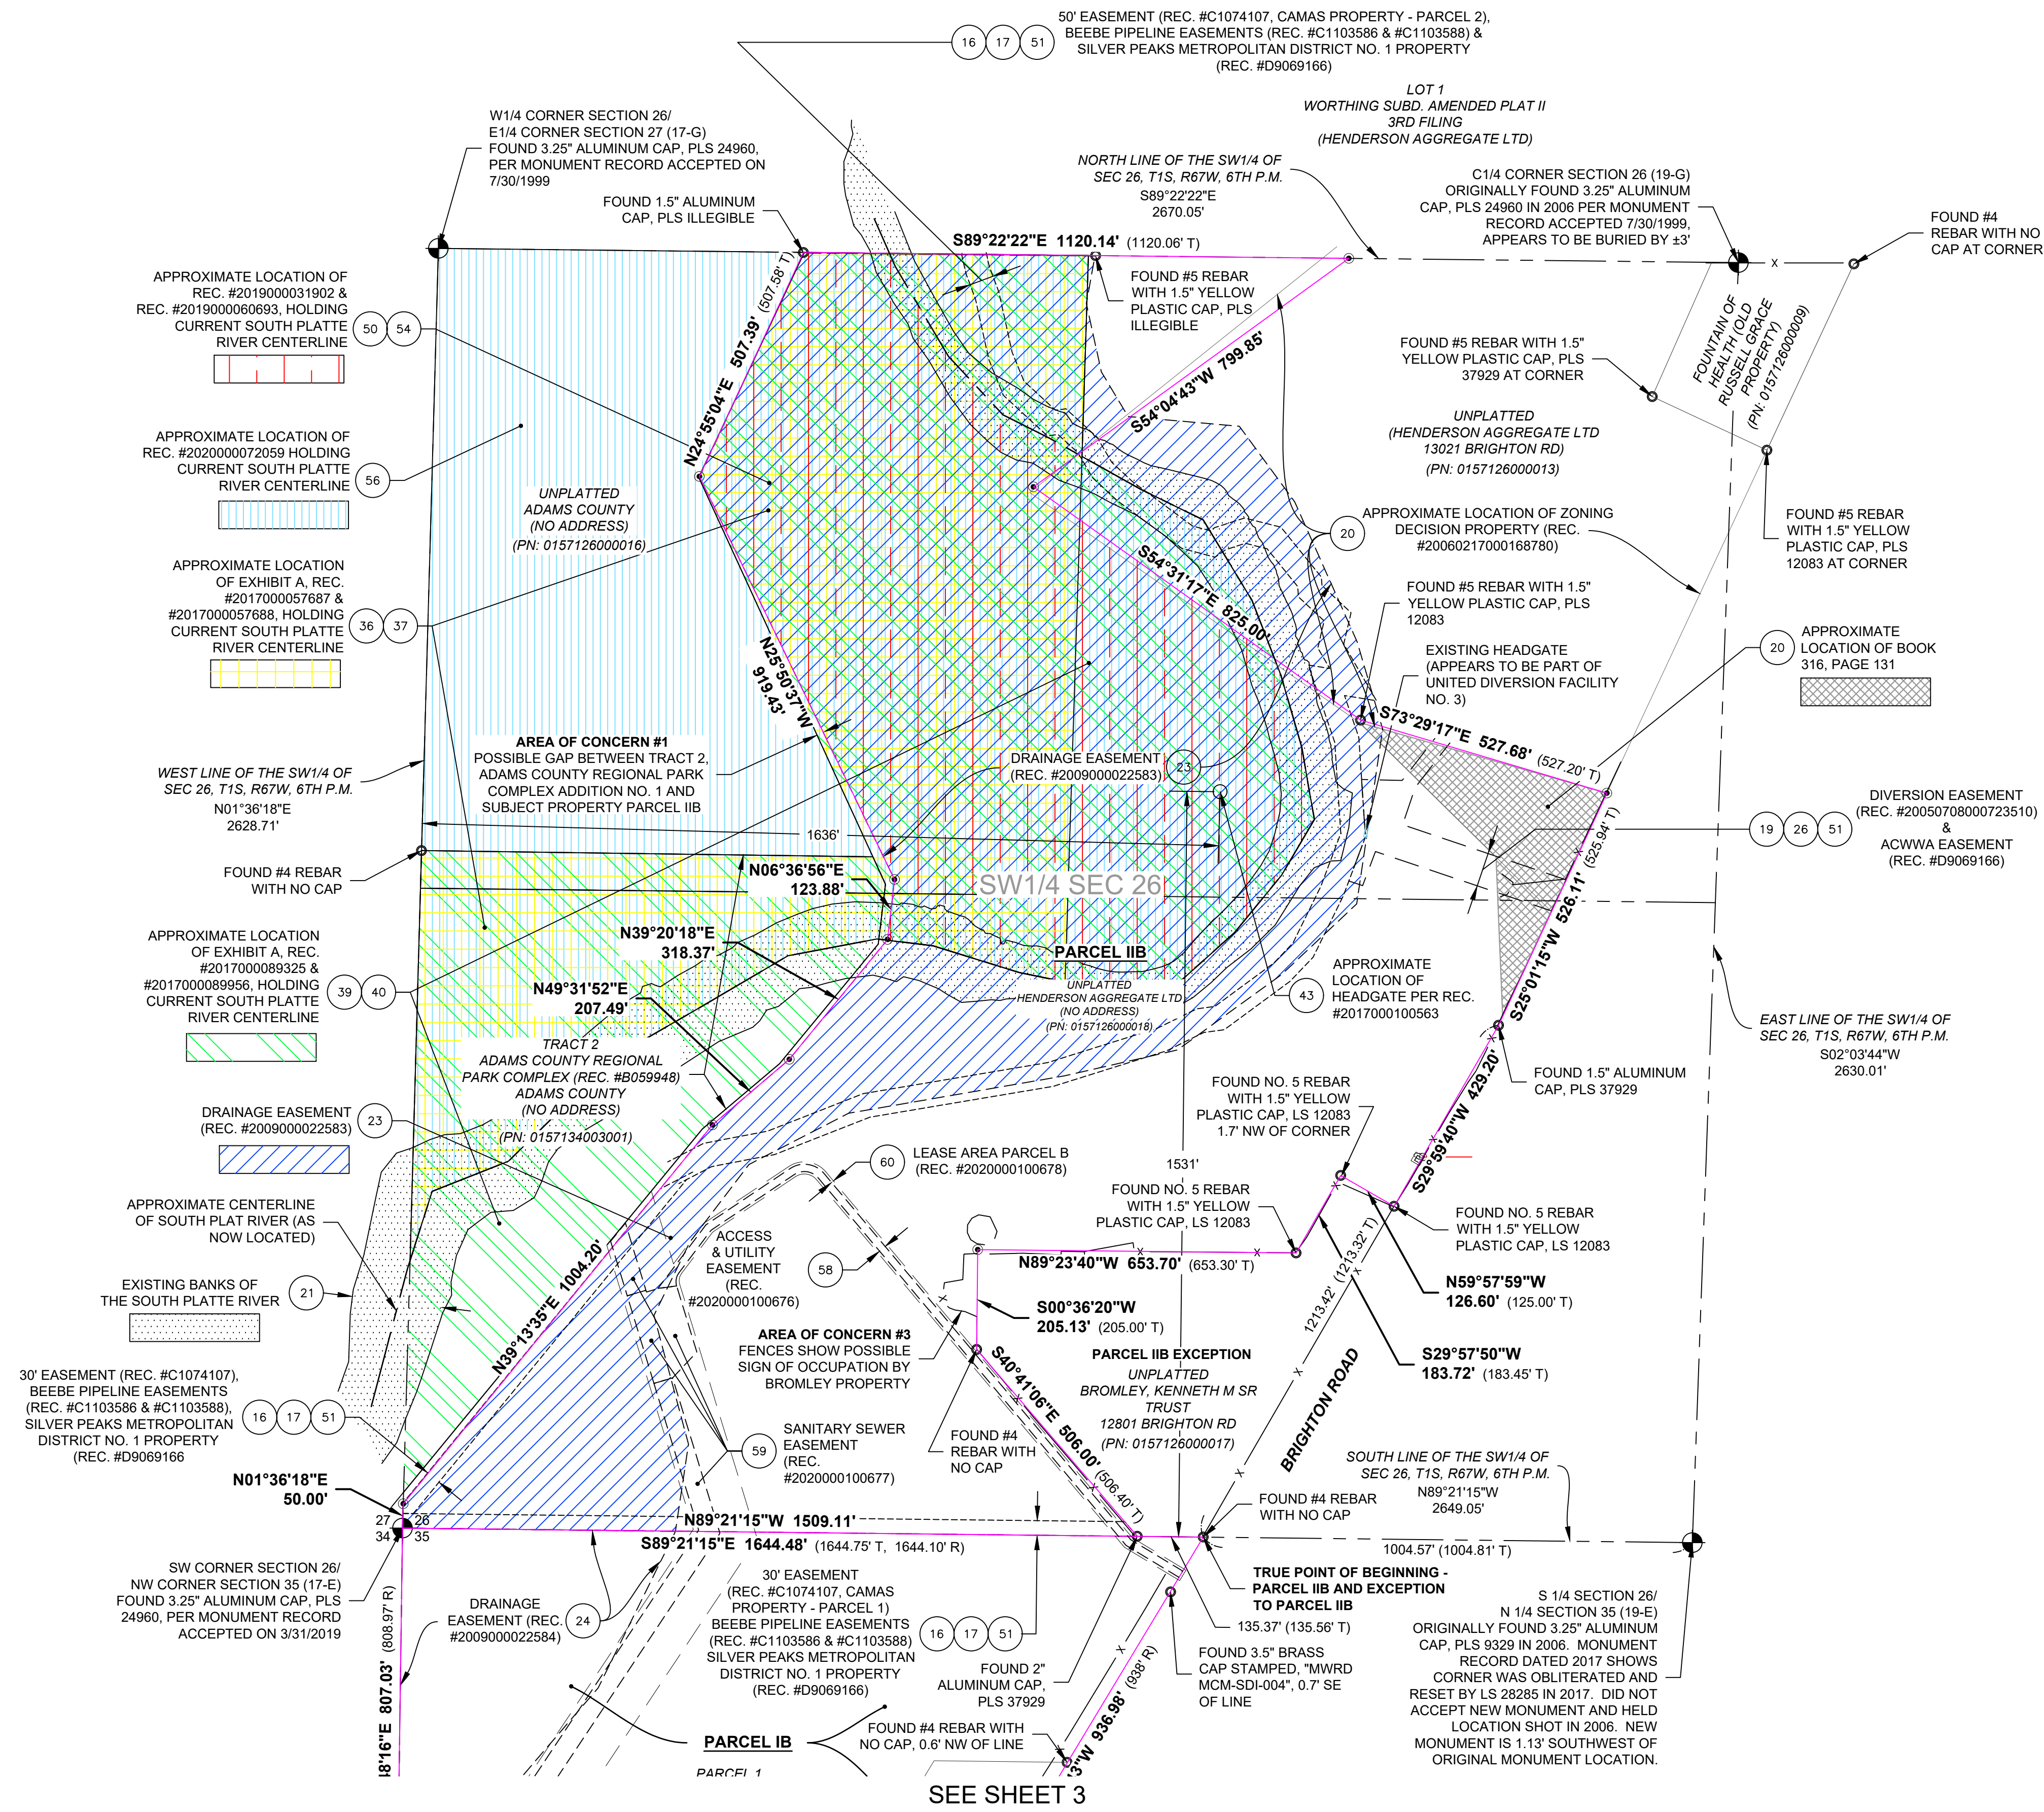 50' EASEMENT (REC. #C1074107, CAMAS PROPERTY - PARCEL 2),
BEEBE PIPELINE EASEMENTS (REC. #C1103586 & #C1103588) &
SILVER PEAKS METROPOLITAN DISTRICT NO. 1 PROPERTY
(REC. #D9069166)
16 17 51
LOT 1
WORTHING SUBD. AMENDED PLAT II
3RD FILING
(HENDERSON AGGREGATE LTD)
W1/4 CORNER SECTION 26/
E1/4 CORNER SECTION 27 (17-G)
FOUND 3.25" ALUMINUM CAP, PLS 24960,
PER MONUMENT RECORD ACCEPTED ON
7/30/1999
FOUND 1.5" ALUMINUM
CAP, PLS ILLEGIBLE
NORTH LINE OF THE SW1/4 OF
SEC 26, T1S, R67W, 6TH P.M.
S89°22'22"E
2670.05'
C1/4 CORNER SECTION 26 (19-G)
ORIGINALLY FOUND 3.25" ALUMINUM
CAP, PLS 24960 IN 2006 PER MONUMENT
RECORD ACCEPTED 7/30/1999,
APPEARS TO BE BURIED BY ±3'
FOUND #4
REBAR WITH NO
CAP AT CORNER
S89°22'22"E 1120.14' (1120.06' T)
FOUND #5 REBAR
WITH 1.5" YELLOW
PLASTIC CAP, PLS
ILLEGIBLE
APPROXIMATE LOCATION OF
REC. #2019000031902 &
REC. #2019000060693, HOLDING
CURRENT SOUTH PLATTE
RIVER CENTERLINE
50 54
N24°55'04"E 507.39' (507.58' T)
S54°04'43"W 799.85'
FOUND #5 REBAR WITH 1.5"
YELLOW PLASTIC CAP, PLS
37929 AT CORNER
FOUNTAIN OF
HEALTH (OLD
RUSSELL GRACE
PROPERTY)
(PN: 0157126000009)
UNPLATTED
(HENDERSON AGGREGATE LTD
13021 BRIGHTON RD)
(PN: 0157126000013)
APPROXIMATE LOCATION OF
REC. #2020000072059 HOLDING
CURRENT SOUTH PLATTE
RIVER CENTERLINE
56
UNPLATTED
ADAMS COUNTY
(NO ADDRESS)
(PN: 0157126000016)
20
APPROXIMATE LOCATION OF ZONING
DECISION PROPERTY (REC.
#20060217000168780)
FOUND #5 REBAR
WITH 1.5" YELLOW
PLASTIC CAP, PLS
12083 AT CORNER
APPROXIMATE LOCATION
OF EXHIBIT A, REC.
#2017000057687 &
#2017000057688, HOLDING
CURRENT SOUTH PLATTE
RIVER CENTERLINE
36 37
S54°31'17"E 825.00'
FOUND #5 REBAR WITH 1.5"
YELLOW PLASTIC CAP, PLS
12083
EXISTING HEADGATE
(APPEARS TO BE PART OF
UNITED DIVERSION FACILITY
NO. 3)
20
APPROXIMATE
LOCATION OF BOOK
316, PAGE 131
N25°50'37"W
919.43'
S73°29'17"E 527.68' (527.20' T)
AREA OF CONCERN #1
POSSIBLE GAP BETWEEN TRACT 2,
ADAMS COUNTY REGIONAL PARK
COMPLEX ADDITION NO. 1 AND
SUBJECT PROPERTY PARCEL IIB
DRAINAGE EASEMENT
(REC. #2009000022583)
23
WEST LINE OF THE SW1/4 OF
SEC 26, T1S, R67W, 6TH P.M.
N01°36'18"E
2628.71'
1636'
DIVERSION EASEMENT
(REC. #20050708000723510)
&
ACWWA EASEMENT
(REC. #D9069166)
19 26 51
S25°01'15"W 526.11' (525.94' T)
FOUND #4 REBAR
WITH NO CAP
N06°36'56"E
123.88'
SW1/4 SEC 26
N39°20'18"E
318.37'
PARCEL IIB
APPROXIMATE LOCATION
OF EXHIBIT A, REC.
#2017000089325 &
#2017000089956, HOLDING
CURRENT SOUTH PLATTE
RIVER CENTERLINE
39 40
N49°31'52"E
207.49'
UNPLATTED
HENDERSON AGGREGATE LTD
(NO ADDRESS)
(PN: 0157126000018)
43
APPROXIMATE
LOCATION OF
HEADGATE PER REC.
#2017000100563
EAST LINE OF THE SW1/4 OF
SEC 26, T1S, R67W, 6TH P.M.
S02°03'44"W
2630.01'
TRACT 2
ADAMS COUNTY REGIONAL
PARK COMPLEX (REC. #B059948)
ADAMS COUNTY
(NO ADDRESS)
(PN: 0157134003001)
FOUND 1.5" ALUMINUM
CAP, PLS 37929
S29°59'40"W 429.20'
FOUND NO. 5 REBAR
WITH 1.5" YELLOW
PLASTIC CAP, LS 12083
1.7' NW OF CORNER
DRAINAGE EASEMENT
(REC. #2009000022583)
23
60
LEASE AREA PARCEL B
(REC. #2020000100678)
1531'
FOUND NO. 5 REBAR
WITH 1.5" YELLOW
PLASTIC CAP, LS 12083
APPROXIMATE CENTERLINE
OF SOUTH PLAT RIVER (AS
NOW LOCATED)
ACCESS
& UTILITY
EASEMENT
(REC.
#2020000100676)
58
FOUND NO. 5 REBAR
WITH 1.5" YELLOW
PLASTIC CAP, LS 12083
N89°23'40"W 653.70' (653.30' T)
N39°13'35"E 1004.20'
EXISTING BANKS OF
THE SOUTH PLATTE RIVER
21
N59°57'59"W
126.60' (125.00' T)
S00°36'20"W
205.13' (205.00' T)
1213.42' (1213.32' T)
AREA OF CONCERN #3
FENCES SHOW POSSIBLE
SIGN OF OCCUPATION BY
BROMLEY PROPERTY
S29°57'50"W
183.72' (183.45' T)
PARCEL IIB EXCEPTION
UNPLATTED
BROMLEY, KENNETH M SR
TRUST
12801 BRIGHTON RD
(PN: 0157126000017)
S40°41'06"E 506.00' (506.40' T)
BRIGHTON ROAD
30' EASEMENT (REC. #C1074107),
BEEBE PIPELINE EASEMENTS
(REC. #C1103586 & #C1103588),
SILVER PEAKS METROPOLITAN
DISTRICT NO. 1 PROPERTY
(REC. #D9069166
16 17 51
59
SANITARY SEWER
EASEMENT
(REC.
#2020000100677)
FOUND #4
REBAR WITH
NO CAP
SOUTH LINE OF THE SW1/4 OF
SEC 26, T1S, R67W, 6TH P.M.
N89°21'15"W
2649.05'
N01°36'18"E
50.00'
27 26
34 35
N89°21'15"W 1509.11'
S89°21'15"E 1644.48' (1644.75' T, 1644.10' R)
FOUND #4 REBAR
WITH NO CAP
1004.57' (1004.81' T)
SW CORNER SECTION 26/
NW CORNER SECTION 35 (17-E)
FOUND 3.25" ALUMINUM CAP, PLS
24960, PER MONUMENT RECORD
ACCEPTED ON 3/31/2019
TRUE POINT OF BEGINNING -
PARCEL IIB AND EXCEPTION
TO PARCEL IIB
135.37' (135.56' T)
DRAINAGE
EASEMENT (REC.
#2009000022584)
24
30' EASEMENT
(REC. #C1074107, CAMAS
PROPERTY - PARCEL 1)
BEEBE PIPELINE EASEMENTS
(REC. #C1103586 & #C1103588)
SILVER PEAKS METROPOLITAN
DISTRICT NO. 1 PROPERTY
(REC. #D9069166)
16 17 51
FOUND 2"
ALUMINUM CAP,
PLS 37929
FOUND 3.5" BRASS
CAP STAMPED, "MWRD
MCM-SDI-004", 0.7' SE
OF LINE
S 1/4 SECTION 26/
N 1/4 SECTION 35 (19-E)
ORIGINALLY FOUND 3.25" ALUMINUM
CAP, PLS 9329 IN 2006. MONUMENT
RECORD DATED 2017 SHOWS
CORNER WAS OBLITERATED AND
RESET BY LS 28285 IN 2017. DID NOT
ACCEPT NEW MONUMENT AND HELD
LOCATION SHOT IN 2006. NEW
MONUMENT IS 1.13' SOUTHWEST OF
ORIGINAL MONUMENT LOCATION.
48'16"E 807.03' (808.97' R)
3"W 936.98' (938' R)
PARCEL IB
PARCEL 1
FOUND #4 REBAR WITH
NO CAP, 0.6' NW OF LINE
SEE SHEET 3